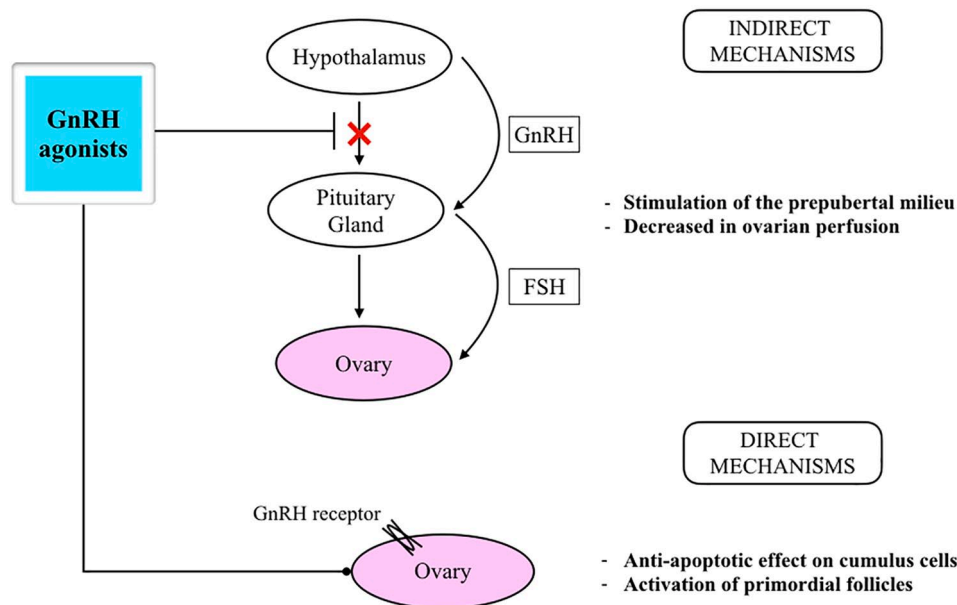 Hypothalamus
INDIRECT
MECHANISMS
GnRH
agonists
GnRH
Pituitary
Gland
- Stimulation of the prepubertal milieu
- Decreased in ovarian perfusion
FSH
Ovary
DIRECT
MECHANISMS
GnRH receptor
Ovary
- Anti-apoptotic effect on cumulus cells
- Activation of primordial follicles